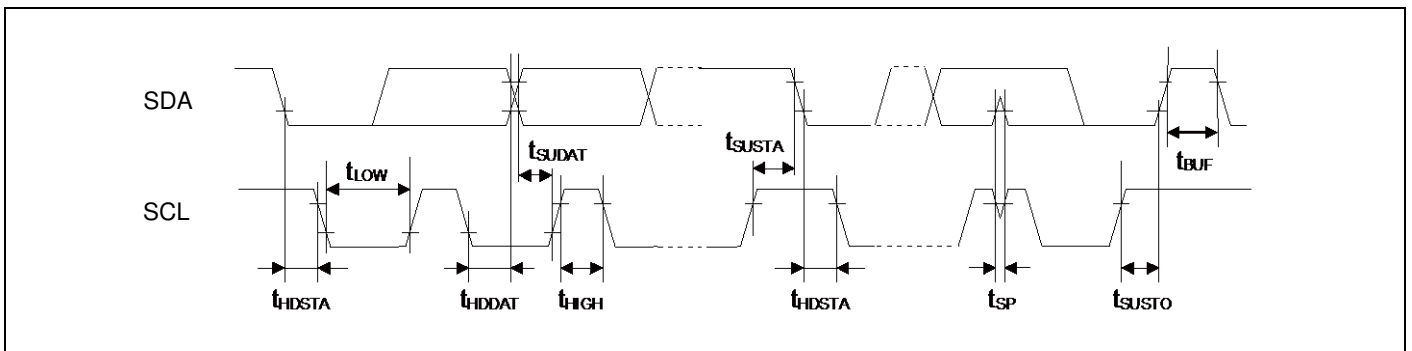 SDA
tSUDAT
tSUSTA
tLOW
tBUF
SCL
tHDSTA
tHDDAT
tHIGH
tHDSTA
tSP
tSUSTO